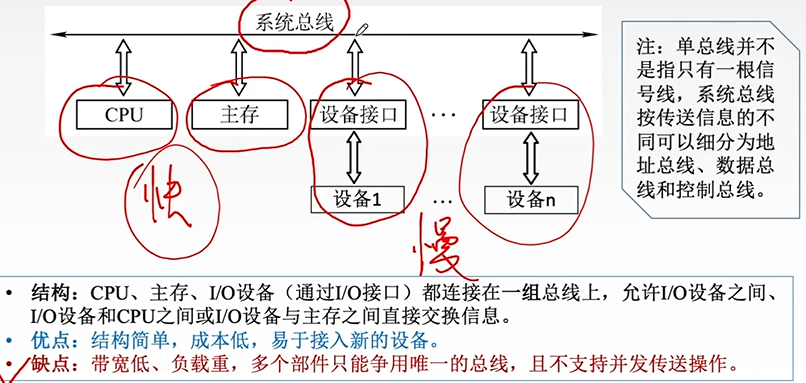 系统总线
CPU
主存
设备接口
···
设备接口
快
设备1
···
设备n
慢
注：单总线并不
是指只有一根信
号线，系统总线
按传送信息的不
同可以细分为地
址总线、数据总
线和控制总线。
• 结构：CPU、主存、I/O设备（通过I/O接口）都连接在一组总线上，允许I/O设备之间、
I/O设备和CPU之间或I/O设备与主存之间直接交换信息。
• 优点：结构简单，成本低，易于接入新的设备。
• 缺点：带宽低、负载重，多个部件只能争用唯一的总线，且不支持并发传送操作。